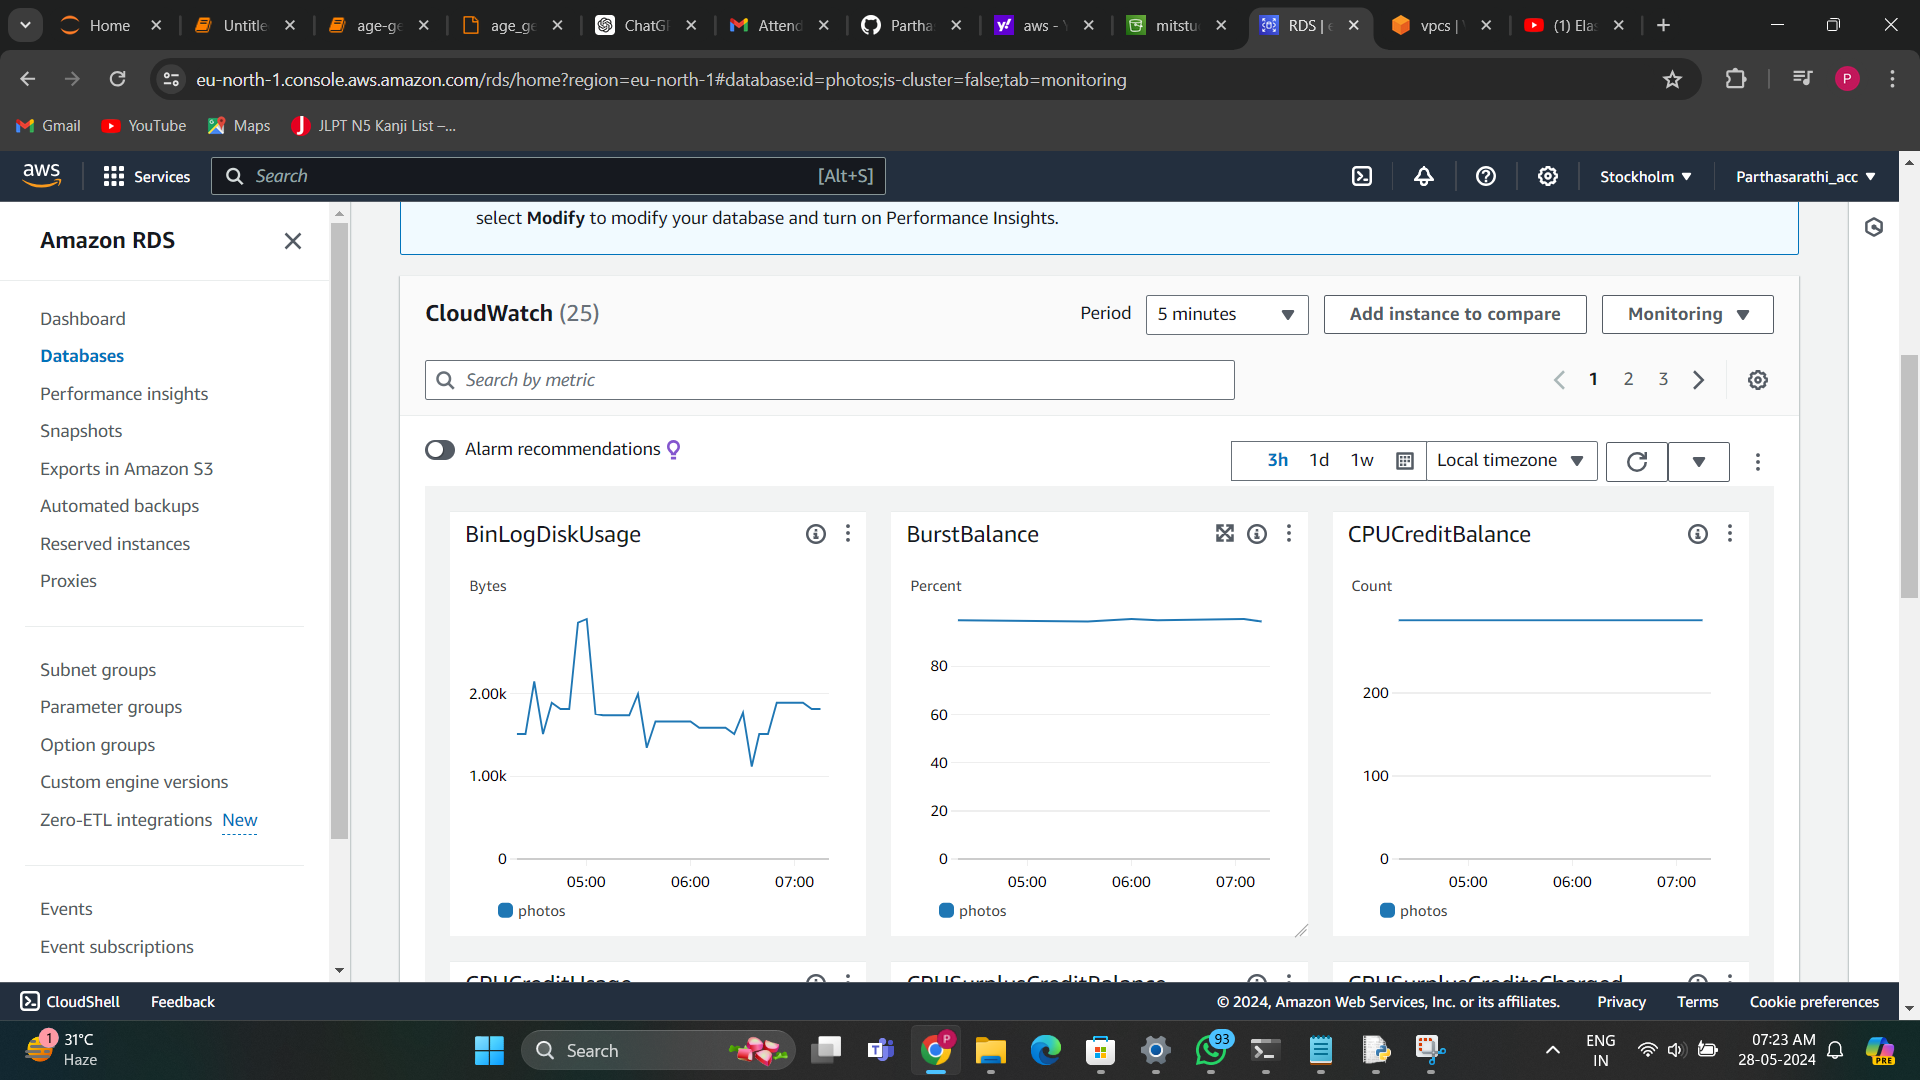 Home
Untitle
age-ge
age_ge
ChatG
Attend
Partha
aws -
mitstu
RDS |
vpcs |
(1) Ela
eu-north-1.console.aws.amazon.com/rds/home?region=eu-north-1#database:id=photos;is-cluster=false;tab=monitoring
P
Gmail
YouTube
Maps
JLPT N5 Kanji List –...
aws
Services
Search
[Alt+S]
Stockholm
Parthasarathi_acc
Amazon RDS
Dashboard
Databases
Performance insights
Snapshots
Exports in Amazon S3
Automated backups
Reserved instances
Proxies
Subnet groups
Parameter groups
Option groups
Custom engine versions
Zero-ETL integrations New
Events
Event subscriptions
select Modify to modify your database and turn on Performance Insights.
CloudWatch (25)
Period
5 minutes
Add instance to compare
Monitoring
Search by metric
1 2 3
Alarm recommendations
3h 1d 1w
Local timezone
BinLogDiskUsage
Bytes
2.00k
1.00k
0
05:00 06:00 07:00
photos
BurstBalance
Percent
80
60
40
20
0
05:00 06:00 07:00
photos
CPUCreditBalance
Count
200
100
0
05:00 06:00 07:00
photos
CPUCreditUsage
CPUSurplusCreditBalance
CPUSurplusCreditsCharged
CloudShell
Feedback
© 2024, Amazon Web Services, Inc. or its affiliates.
Privacy
Terms
Cookie preferences
1
31°C
Haze
Search
P
93
ENG
IN
07:23 AM
28-05-2024
PRE